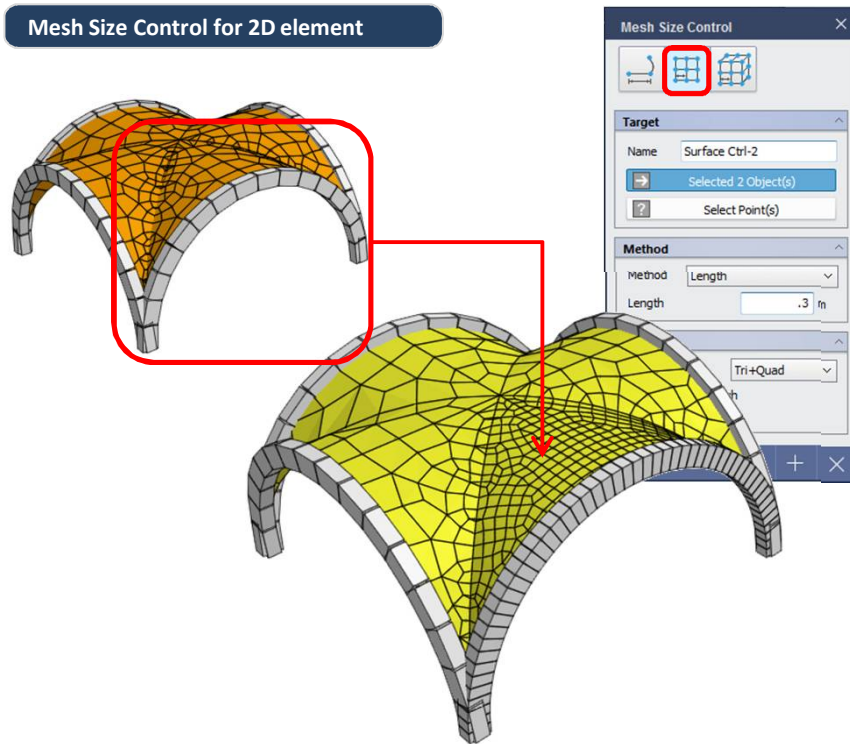 Mesh Size Control for 2D element
Mesh Size Control
Target
Name Surface Ctrl-2
Selected 2 Object(s)
? Select Point(s)
Method
Method Length
Length .3
Tri+Quad